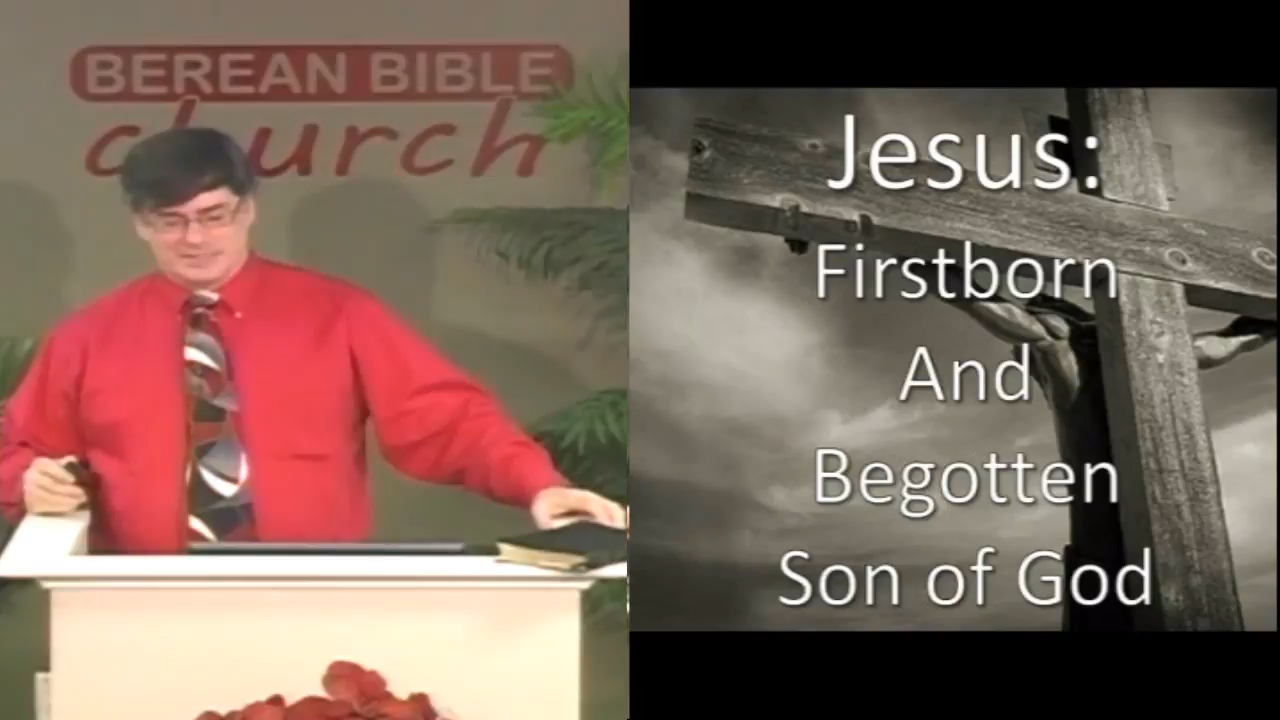 BEREAN BIBLE
church
Jesus:
Firstborn
And
Begotten
Son of God